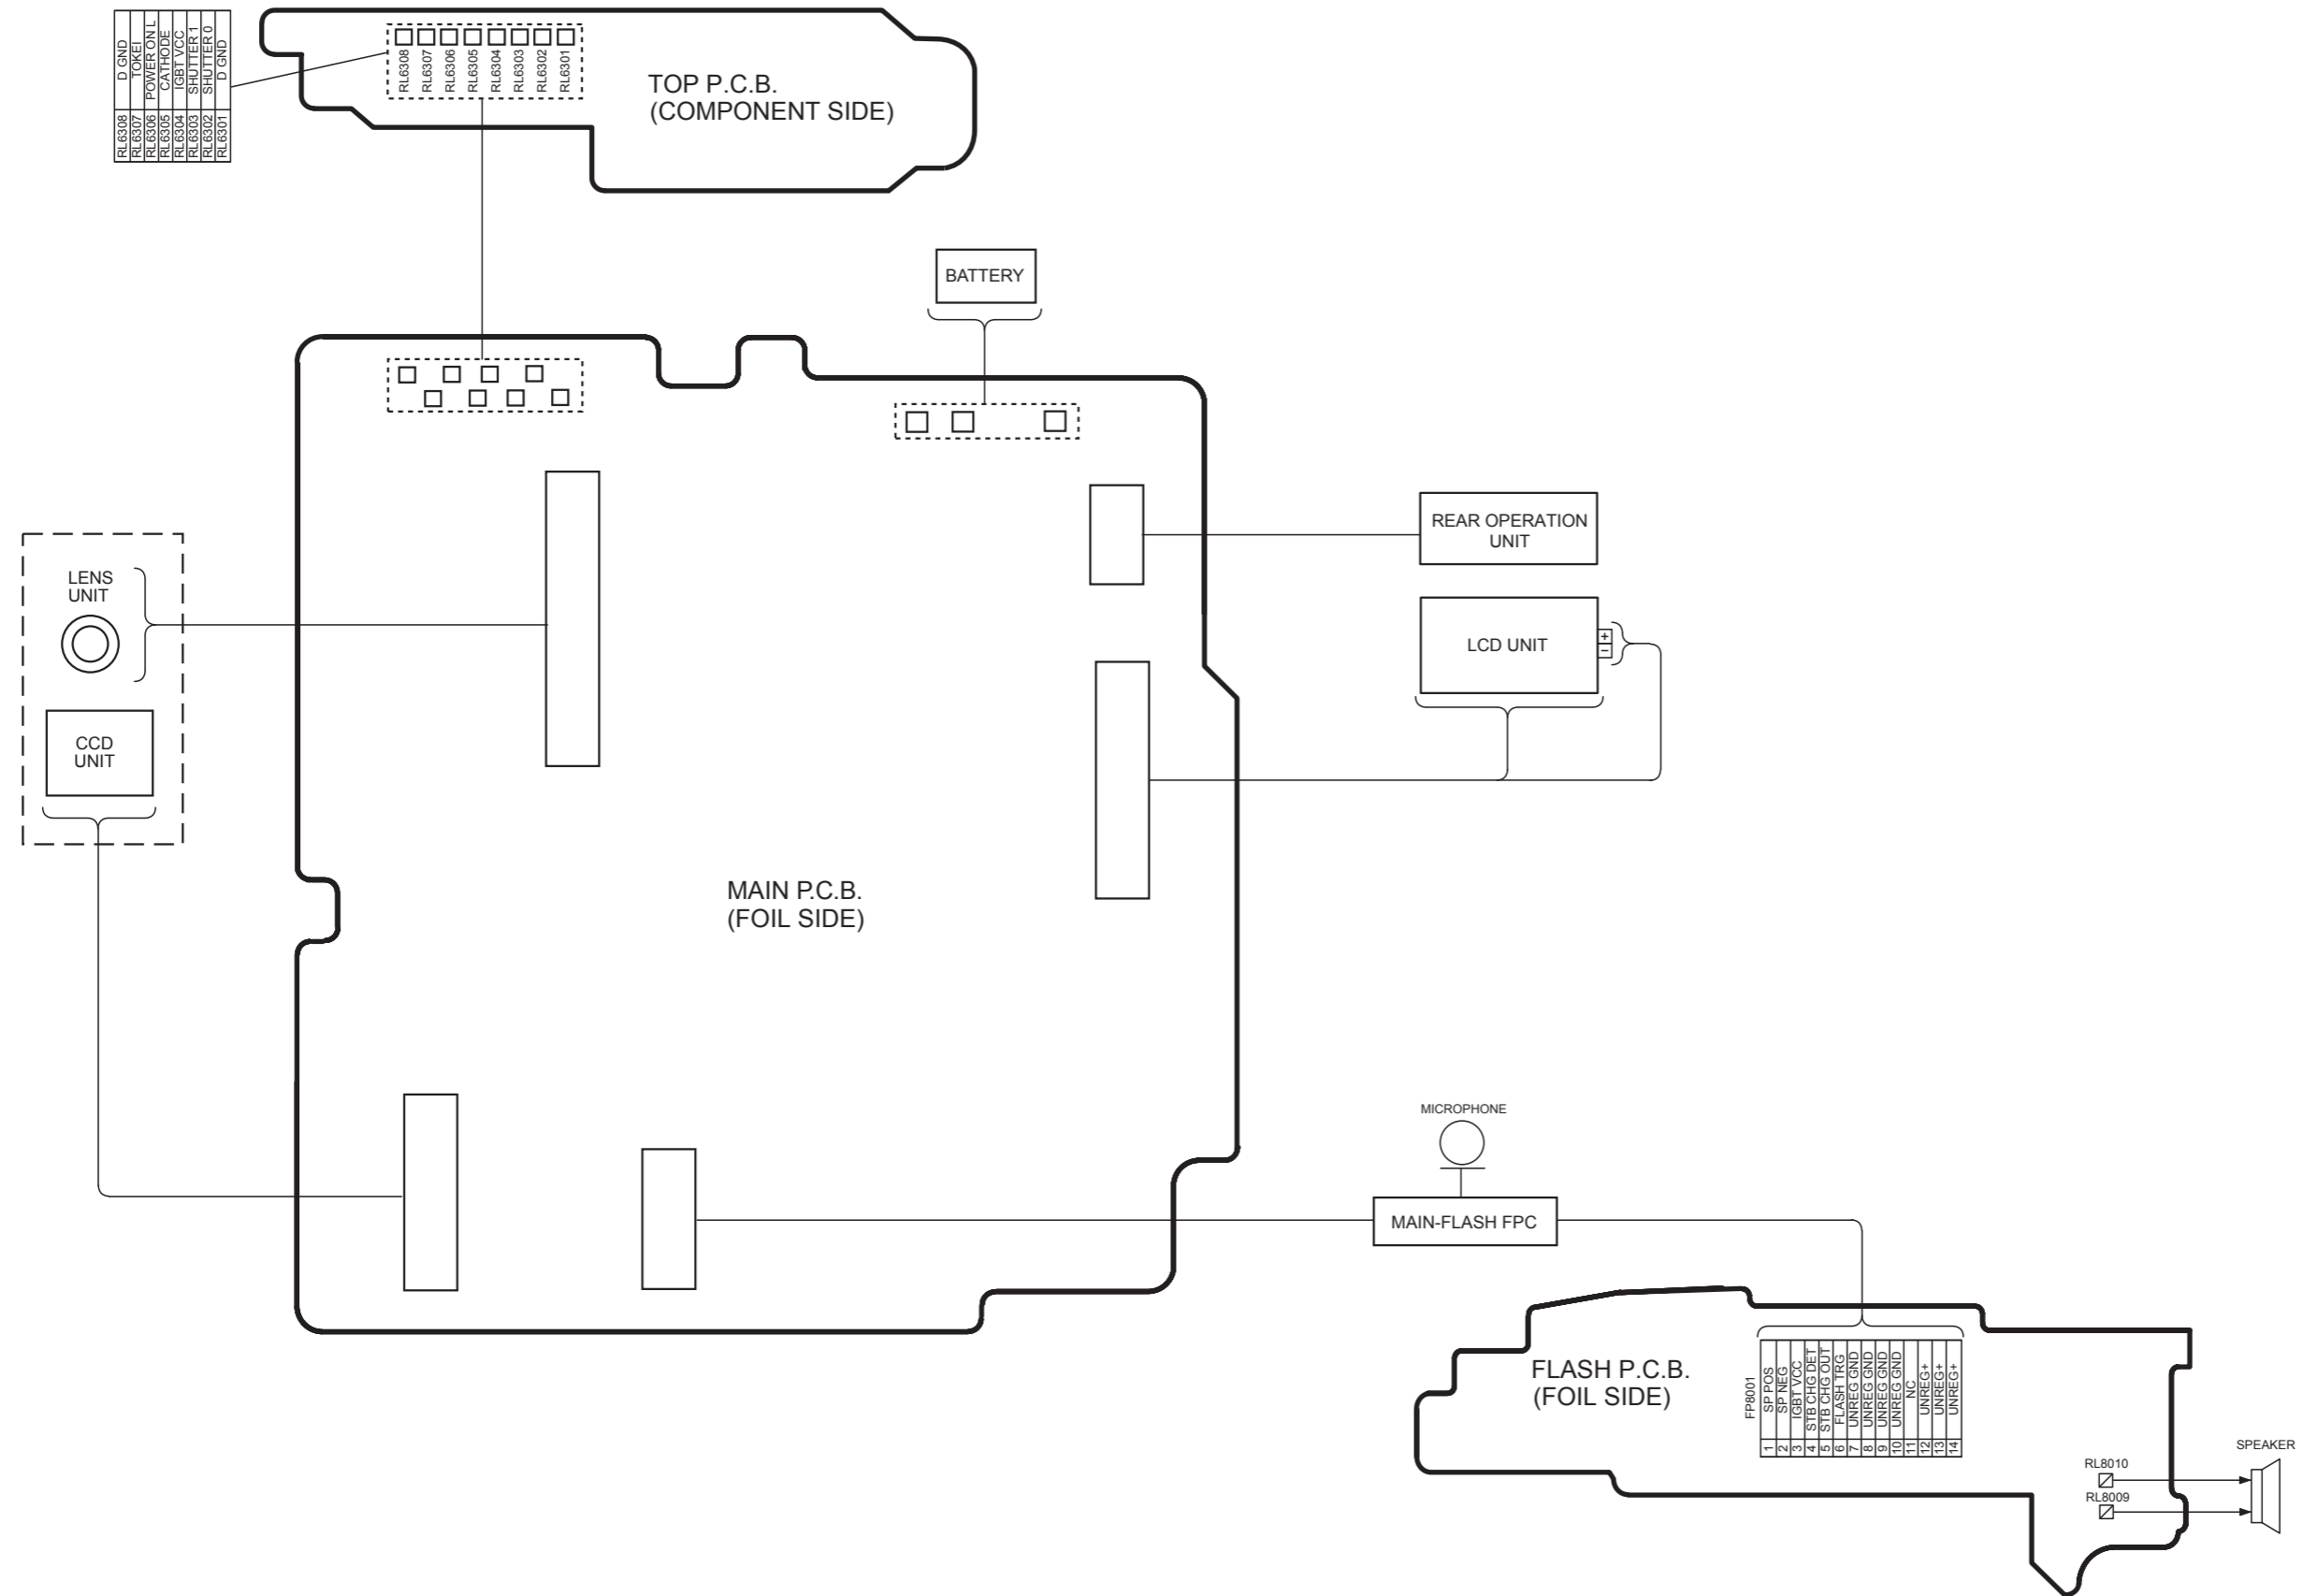 RL6308 D GND
RL6307 TOKEI
RL6306 POWER ON L
RL6305 CATHODE
RL6304 IGBT VCC
RL6303 SHUTTER 1
RL6302 SHUTTER 0
RL6301 D GND
RL6308
RL6307
RL6306
RL6305
RL6304
RL6303
RL6302
RL6301
TOP P.C.B.
(COMPONENT SIDE)
BATTERY
REAR OPERATION
UNIT
LENS
UNIT
LCD UNIT
+
−
CCD
UNIT
MAIN P.C.B.
(FOIL SIDE)
MICROPHONE
MAIN-FLASH FPC
FLASH P.C.B.
(FOIL SIDE)
FP8001
1 SP POS
2 SP NEG
3 IGBT VCC
4 STB CHG DET
5 STB CHG OUT
6 FLASH TRG
7 UNREG GND
8 UNREG GND
9 UNREG GND
10 UNREG GND
11 NC
12 UNREG+
13 UNREG+
14 UNREG+
SPEAKER
RL8010
RL8009